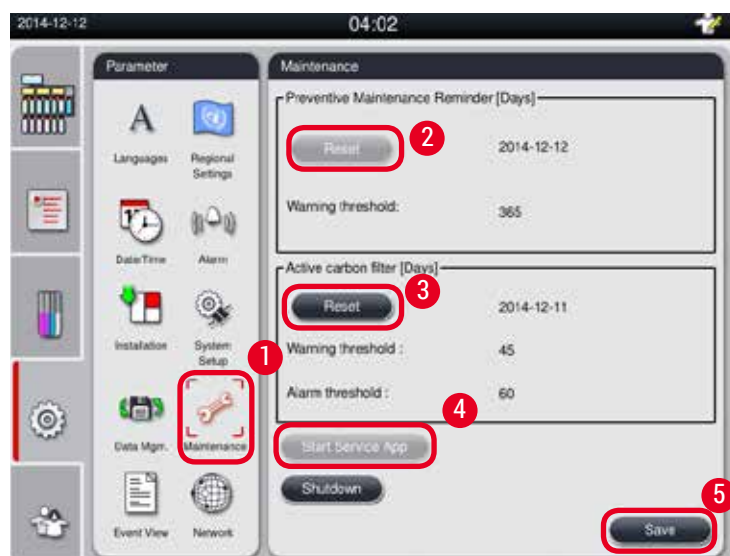 2014-12-12
04:02
Parameter
A
Languages
Regional Settings
Date/Time
Alarm
Installation
System Setup
Data Mgm.
Maintenance
Event View
Network
Maintenance
Preventive Maintenance Reminder [Days]
Reset
2
2014-12-12
Warning threshold:
365
Active carbon filter [Days]
Reset
3
2014-12-11
1
Warning threshold :
45
Alarm threshold :
60
4
Start Service App
Shutdown
5
Save